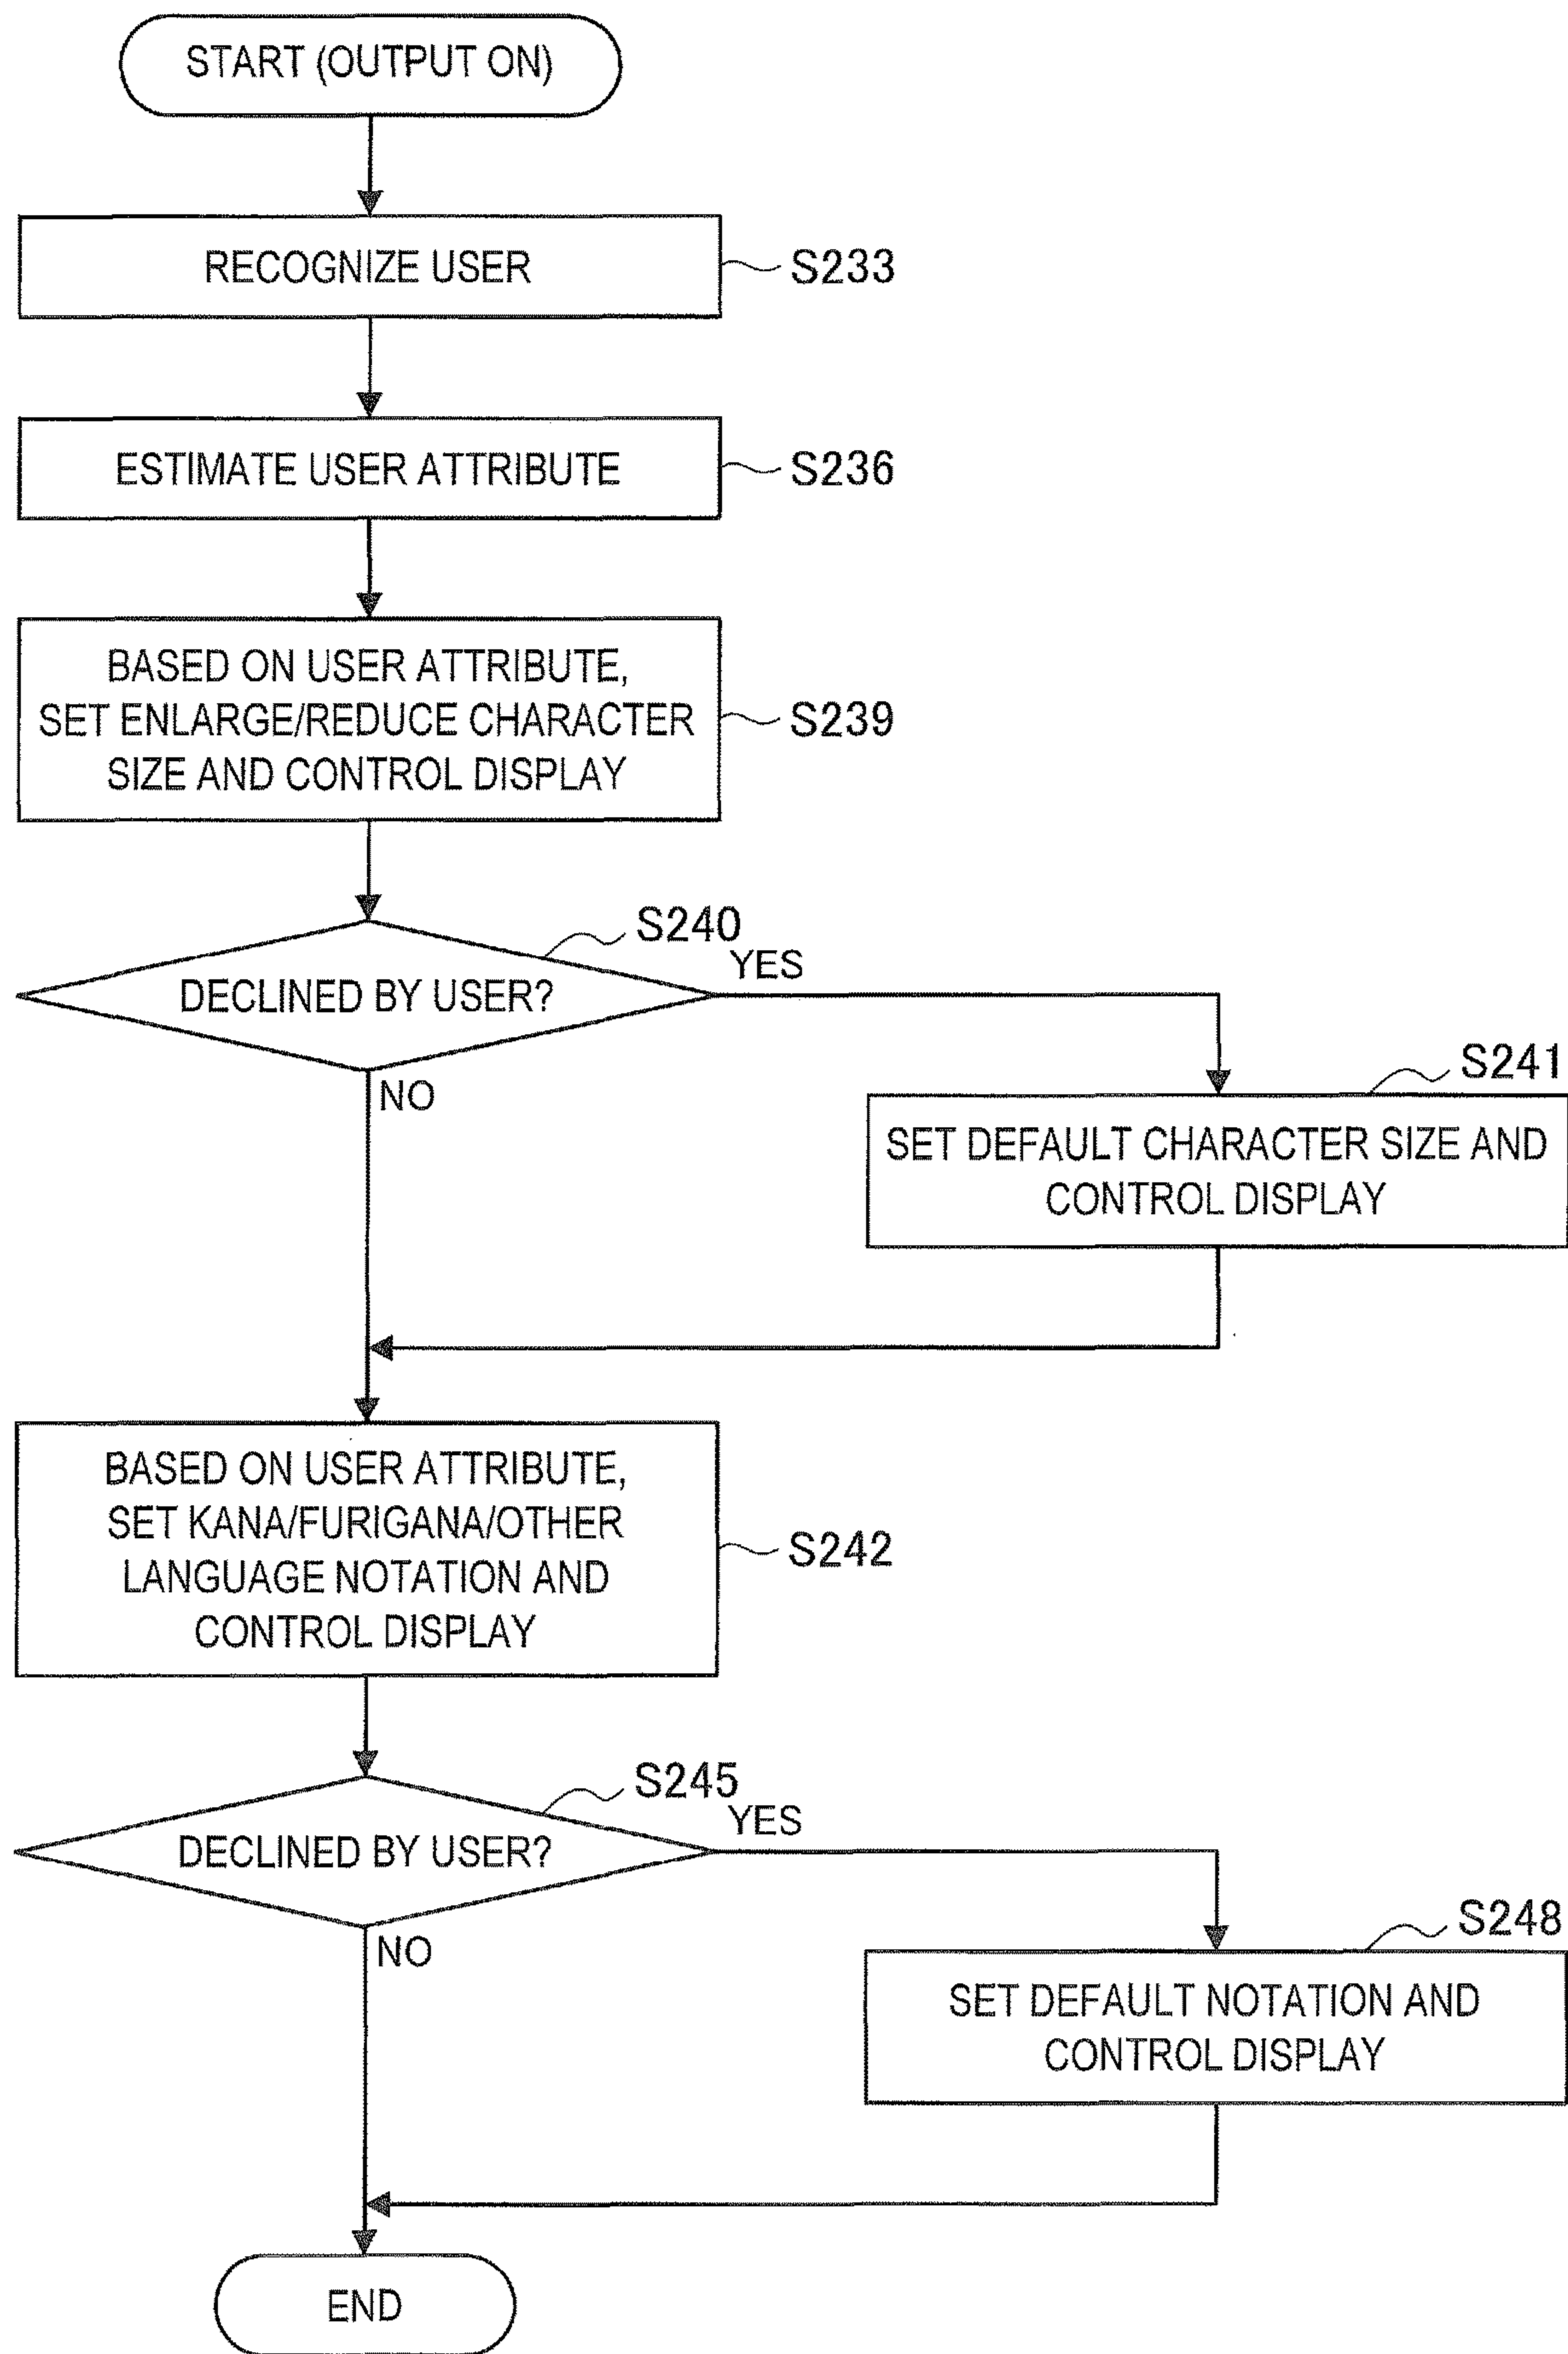 START (OUTPUT ON)
RECOGNIZE USER
S233
ESTIMATE USER ATTRIBUTE
S236
BASED ON USER ATTRIBUTE,
SET ENLARGE/REDUCE CHARACTER
SIZE AND CONTROL DISPLAY
S239
S240
DECLINED BY USER?
YES
NO
S241
SET DEFAULT CHARACTER SIZE AND
CONTROL DISPLAY
BASED ON USER ATTRIBUTE,
SET KANA/FURIGANA/OTHER
LANGUAGE NOTATION AND
CONTROL DISPLAY
S242
S245
DECLINED BY USER?
YES
NO
S248
SET DEFAULT NOTATION AND
CONTROL DISPLAY
END